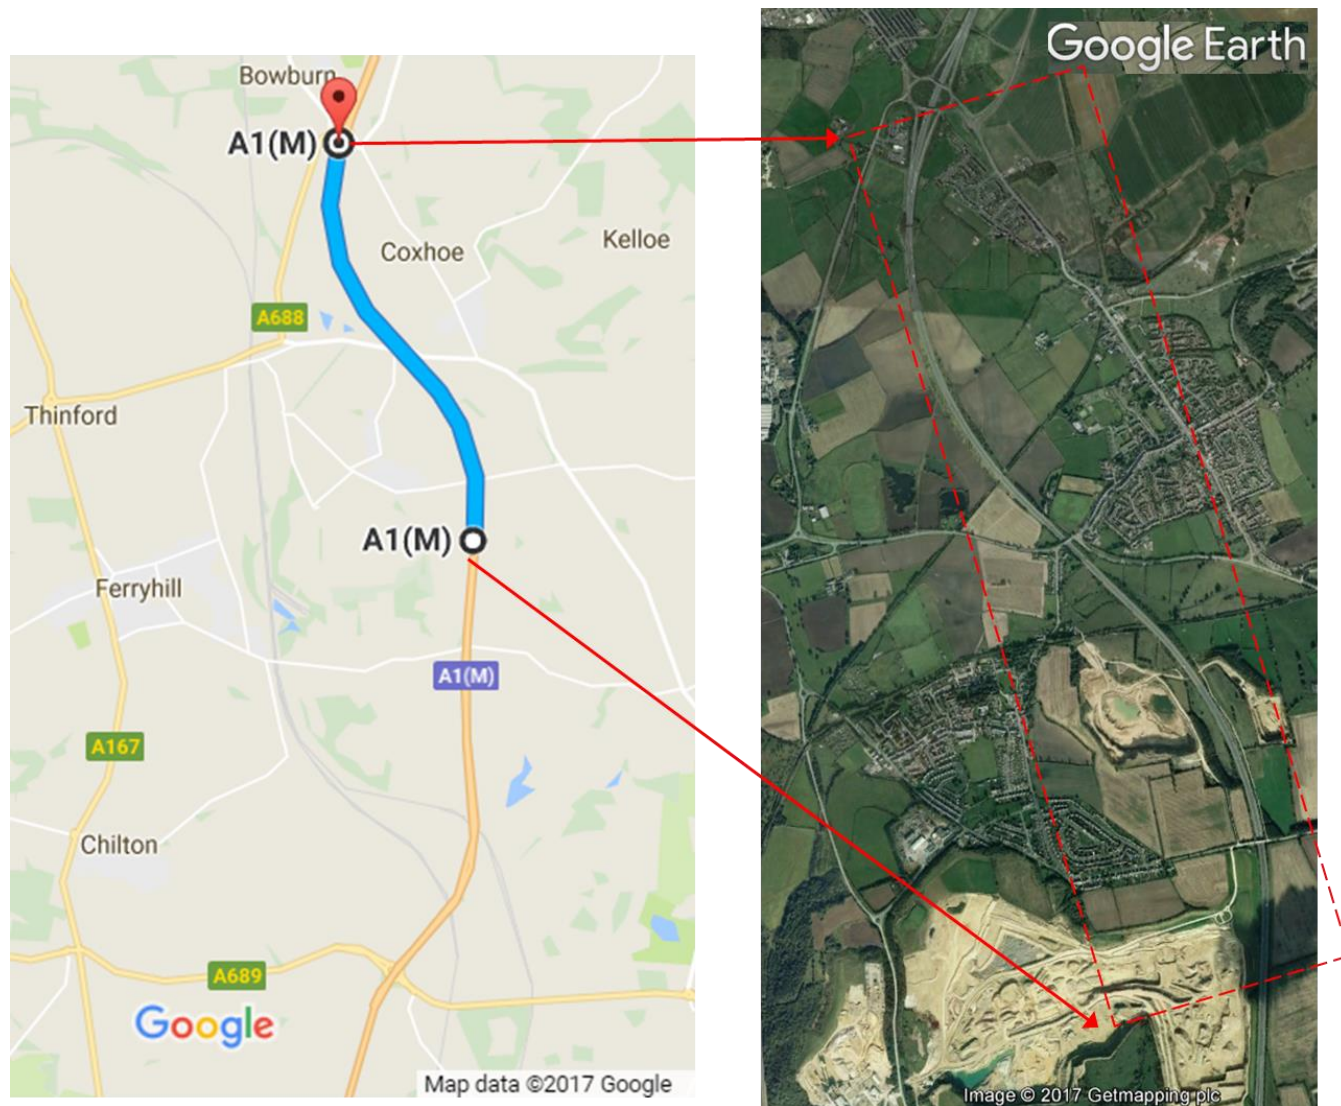 Bowburn
A1(M)
Coxhoe
Kelloe
A688
Thinford
A1(M)
Ferryhill
A1(M)
A167
Chilton
A689
Google
Map data ©2017 Google
Google Earth
Image © 2017 Getmapping plc